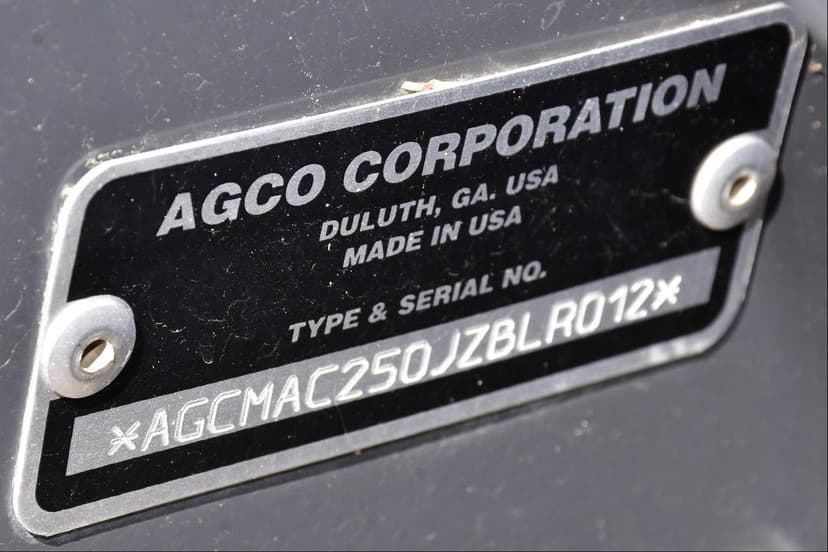 AGCO CORPORATION
DULUTH, GA. USA
MADE IN USA
TYPE & SERIAL NO.
*AGCMAC250JZBLR012*